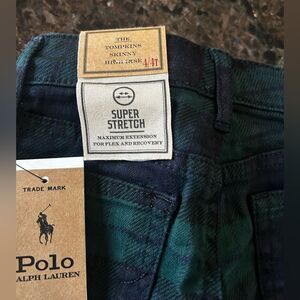 THE
TOMPKINS
SKINNY
HIGH RISE
4/4T
SUPER
STRETCH
MAXIMUM EXTENSION
FOR FLEX AND RECOVERY
TRADE MARK
Polo
ALPH LAUREN